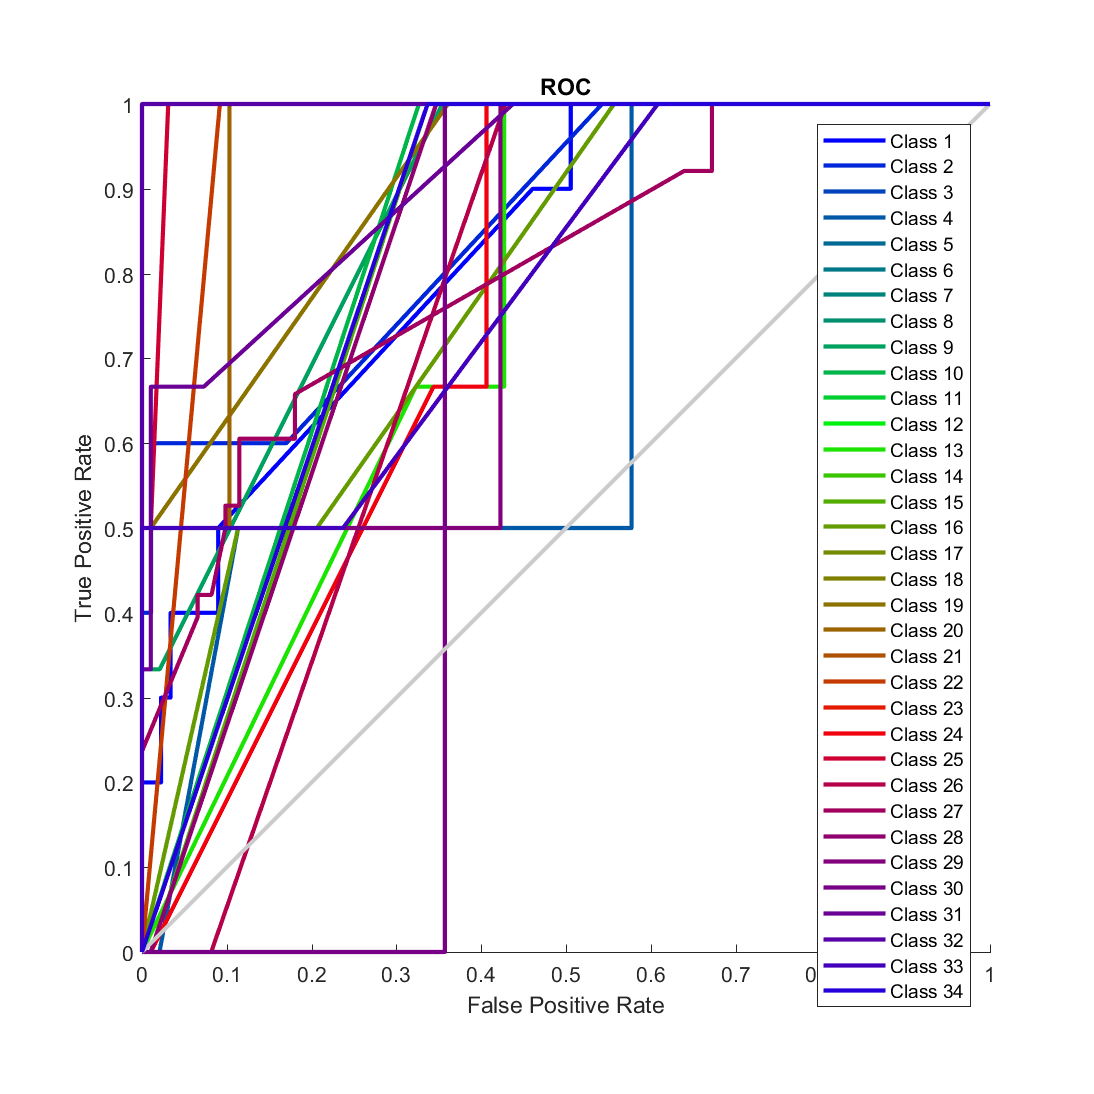 ROC
True Positive Rate
1
0.9
0.8
0.7
0.6
0.5
0.4
0.3
0.2
0.1
0
0 0.1 0.2 0.3 0.4 0.5 0.6 0.7 0 1
False Positive Rate
Class 1
Class 2
Class 3
Class 4
Class 5
Class 6
Class 7
Class 8
Class 9
Class 10
Class 11
Class 12
Class 13
Class 14
Class 15
Class 16
Class 17
Class 18
Class 19
Class 20
Class 21
Class 22
Class 23
Class 24
Class 25
Class 26
Class 27
Class 28
Class 29
Class 30
Class 31
Class 32
Class 33
Class 34